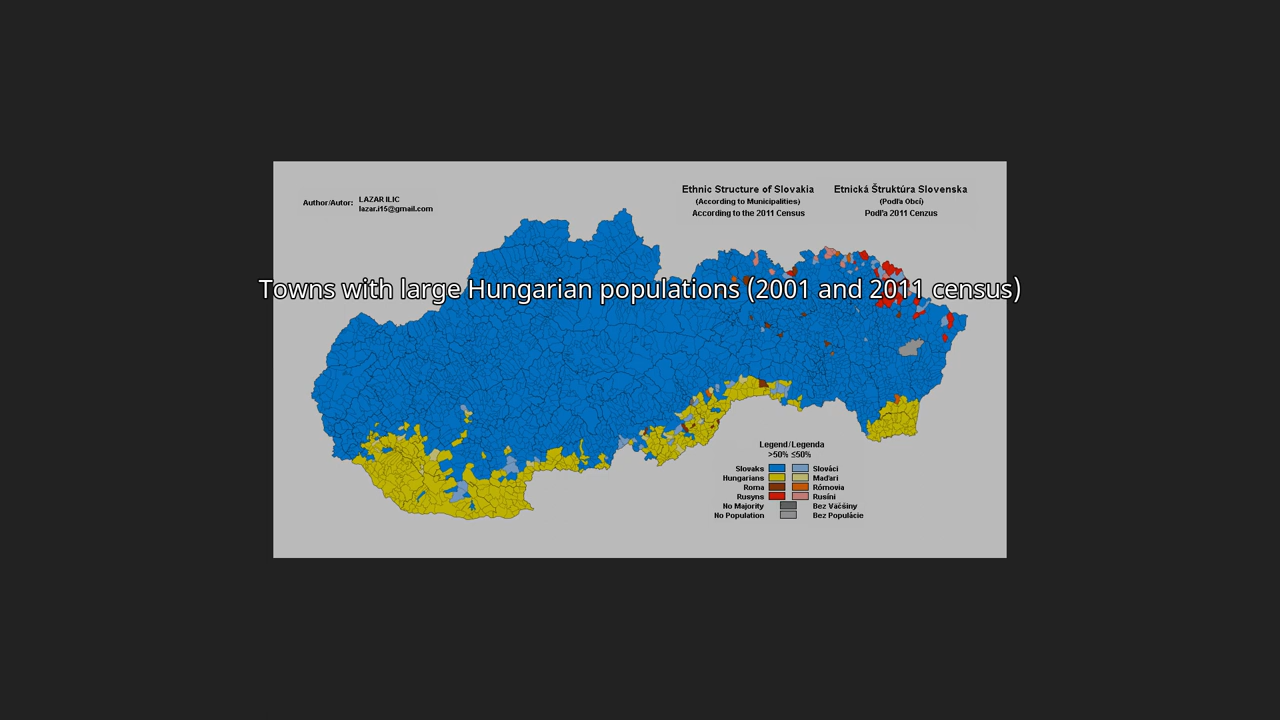 Towns with large Hungarian populations (2001 and 2011 census)
Author/Autor: LAZAR ILIC
lazar.i15@gmail.com
Ethnic Structure of Slovakia
(According to Municipalities)
According to the 2011 Census
Etnická Štruktúra Slovenska
(Podľa Obcí)
Podľa 2011 Cenzus
Legend/Legenda
>50% ≤50%
Slovaks Slováci
Hungarians Maďari
Roma Rómovia
Rusyns Rusíni
No Majority Bez Väčšiny
No Population Bez Populácie